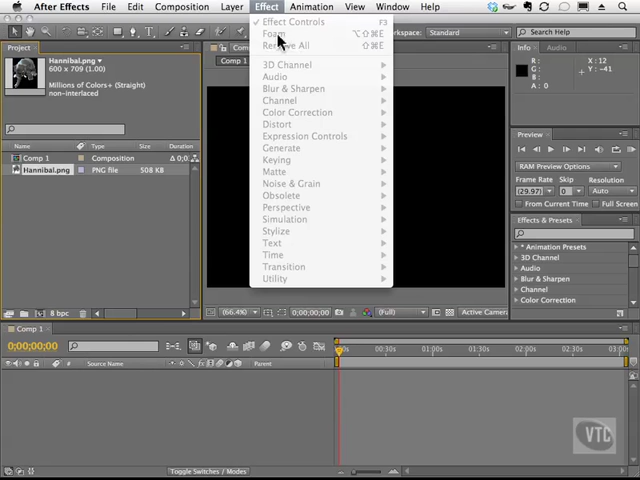 After Effects File Edit Composition Layer Effect Animation View Window Help
Effect Controls F3
Foam ⌥⇧⌘E
Remove All ⇧⌘E
3D Channel
Audio
Blur & Sharpen
Channel
Color Correction
Distort
Expression Controls
Generate
Keying
Matte
Noise & Grain
Obsolete
Perspective
Simulation
Stylize
Text
Time
Transition
Utility
Workspace: Standard
Search Help
Project
Hannibal.png
600 x 709 (1.00)
Millions of Colors+ (Straight)
non-interlaced
Name Type Size Duration
Comp 1 Composition Δ 0;0
Hannibal.png PNG file 508 KB
8 bpc
Comp 1
(66.4%) 0;00;00;00 (Full) Active Camera
Info Audio
R: X: 12
G: Y: -41
B:
A: 0
Preview
RAM Preview Options
Frame Rate Skip Resolution
(29.97) 0 Auto
From Current Time Full Screen
Effects & Presets
* Animation Presets
3D Channel
Audio
Blur & Sharpen
Channel
Color Correction
Comp 1
0;00;00;00
:00s 00:30s 01:00s 01:30s 02:00s 02:30s 03:00s
# Source Name Parent
Toggle Switches / Modes
VTC